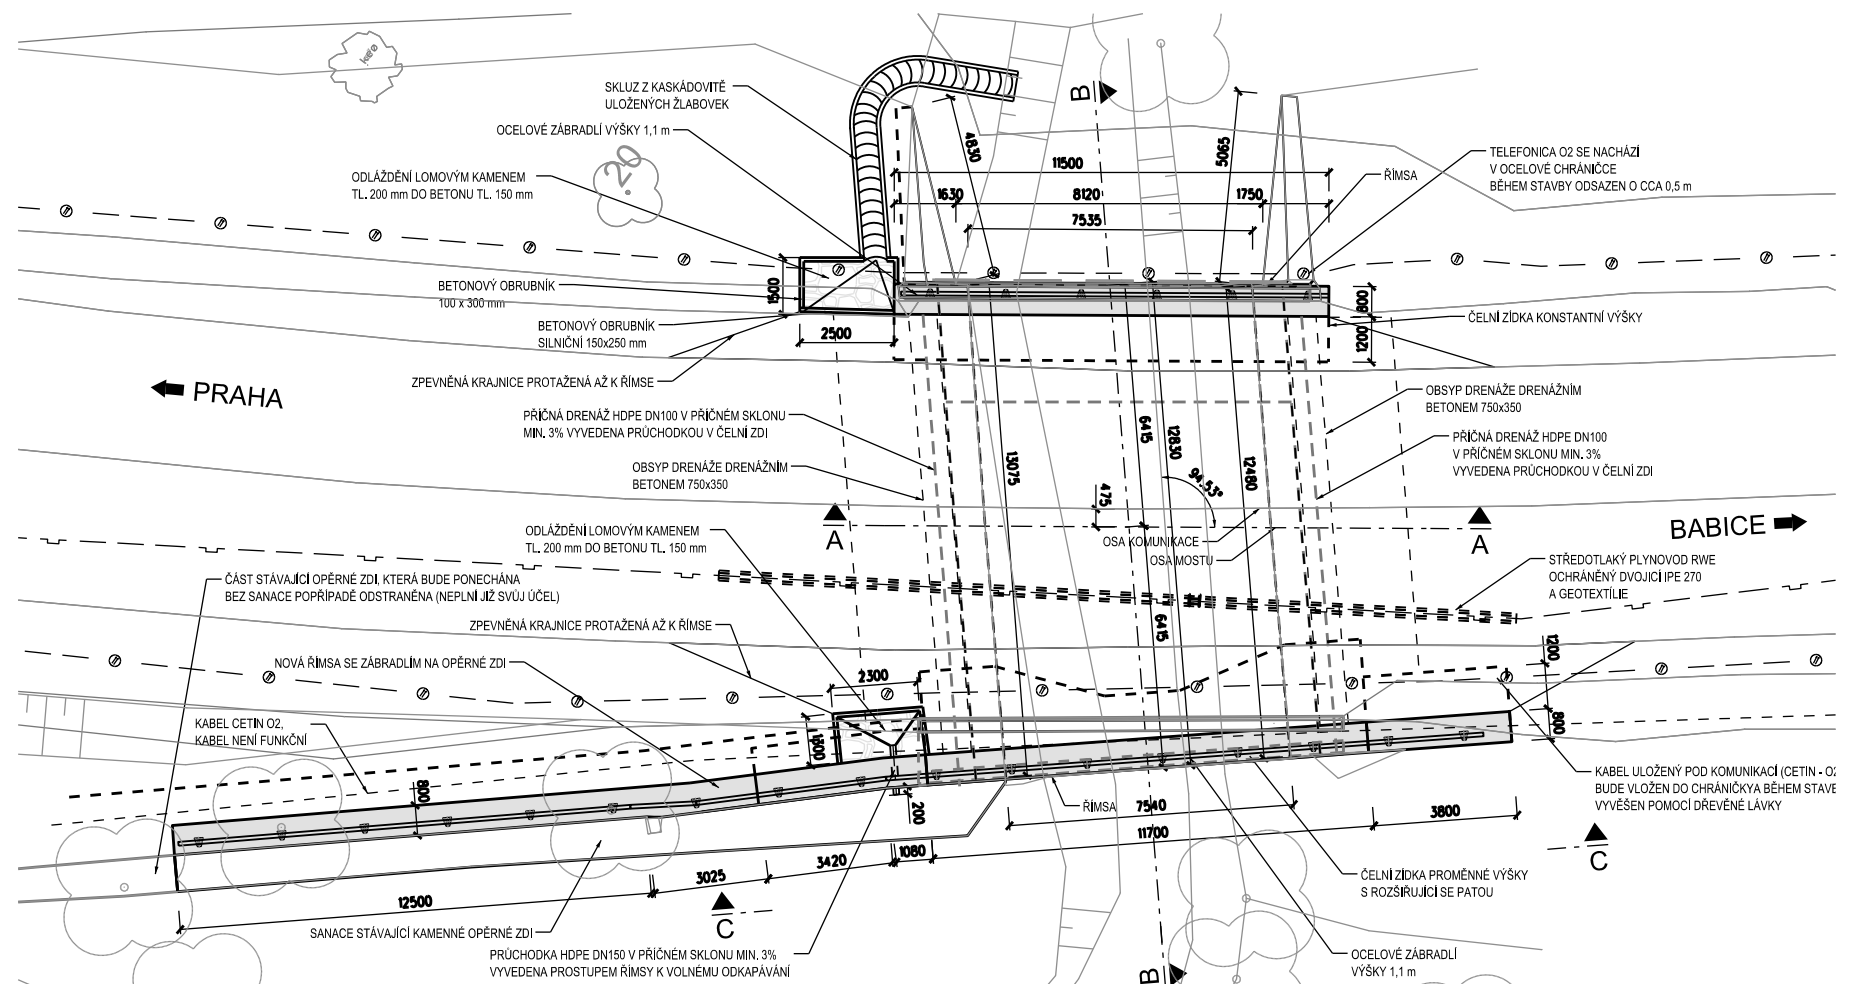 SKLUZ Z KASKÁDOVITĚ
ULOŽENÝCH ŽLABOVEK
OCELOVÉ ZÁBRADLÍ VÝŠKY 1,1 m
ODLÁŽDĚNÍ LOMOVÝM KAMENEM
TL. 200 mm DO BETONU TL. 150 mm
20
B
4830
11500
5065
1630
8120
1750
7535
ŘÍMSA
TELEFONICA O2 SE NACHÁZÍ
V OCELOVÉ CHRÁNIČCE
BĚHEM STAVBY ODSAZEN O CCA 0,5 m
BETONOVÝ OBRUBNÍK
100 x 300 mm
1500
BETONOVÝ OBRUBNÍK
SILNIČNÍ 150x250 mm
2500
800
1200
ČELNÍ ZÍDKA KONSTANTNÍ VÝŠKY
ZPEVNĚNÁ KRAJNICE PROTAŽENÁ AŽ K ŘÍMSE
PRAHA
PŘÍČNÁ DRENÁŽ HDPE DN100 V PŘÍČNÉM SKLONU
MIN. 3% VYVEDENA PRŮCHODKOU V ČELNÍ ZDI
OBSYP DRENÁŽE DRENÁŽNÍM
BETONEM 750x350
OBSYP DRENÁŽE DRENÁŽNÍM
BETONEM 750x350
PŘÍČNÁ DRENÁŽ HDPE DN100
V PŘÍČNÉM SKLONU MIN. 3%
VYVEDENA PRŮCHODKOU V ČELNÍ ZDI
13075
6415
12830
12480
94.53°
475
A
A
OSA KOMUNIKACE
OSA MOSTU
BABICE
ODLÁŽDĚNÍ LOMOVÝM KAMENEM
TL. 200 mm DO BETONU TL. 150 mm
STŘEDOTLAKÝ PLYNOVOD RWE
OCHRÁNĚNÝ DVOJICÍ IPE 270
A GEOTEXTÍLIE
ČÁST STÁVAJÍCÍ OPĚRNÉ ZDI, KTERÁ BUDE PONECHÁNA
BEZ SANACE POPŘÍPADĚ ODSTRANĚNA (NEPLNÍ JIŽ SVŮJ ÚČEL)
ZPEVNĚNÁ KRAJNICE PROTAŽENÁ AŽ K ŘÍMSE
NOVÁ ŘÍMSA SE ZÁBRADLÍM NA OPĚRNÉ ZDI
6415
1200
2300
800
KABEL CETIN O2,
KABEL NENÍ FUNKČNÍ
1300
800
200
ŘÍMSA
7540
11700
3800
KABEL ULOŽENÝ POD KOMUNIKACÍ (CETIN - O2
BUDE VLOŽEN DO CHRÁNIČKYA BĚHEM STAVE
VYVĚŠEN POMOCÍ DŘEVĚNÉ LÁVKY
C
1080
3420
3025
12500
C
ČELNÍ ZÍDKA PROMĚNNÉ VÝŠKY
S ROZŠIŘUJÍCÍ SE PATOU
SANACE STÁVAJÍCÍ KAMENNÉ OPĚRNÉ ZDI
PRŮCHODKA HDPE DN150 V PŘÍČNÉM SKLONU MIN. 3%
VYVEDENA PROSTUPEM ŘÍMSY K VOLNÉMU ODKAPÁVÁNÍ
B
OCELOVÉ ZÁBRADLÍ
VÝŠKY 1,1 m